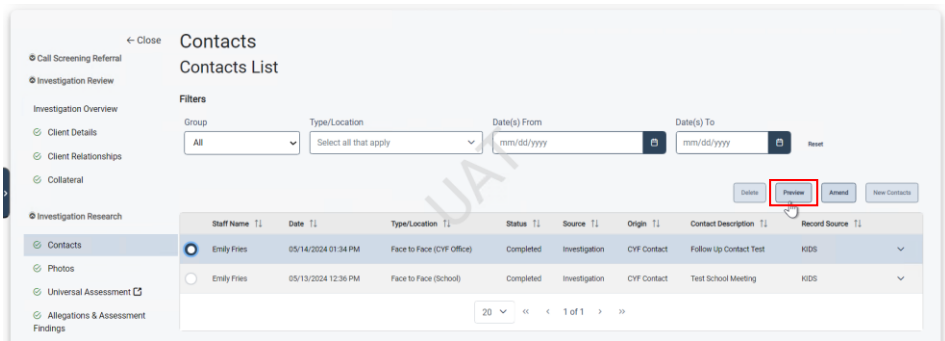 ← Close
Call Screening Referral
Investigation Review
Investigation Overview
Client Details
Client Relationships
Collateral
Investigation Research
Contacts
Photos
Universal Assessment
Allegations & Assessment
Findings
Contacts
Contacts List
Filters
Group Type/Location Date(s) From Date(s) To
All Select all that apply mm/dd/yyyy mm/dd/yyyy Reset
UAT
Delete Preview Amend New Contacts
Staff Name ↑↓ Date ↑↓ Type/Location ↑↓ Status ↑↓ Source ↑↓ Origin ↑↓ Contact Description ↑↓ Record Source ↑↓
Emily Fries 05/14/2024 01:34 PM Face to Face (CYF Office) Completed Investigation CYF Contact Follow Up Contact Test KIDS
Emily Fries 05/13/2024 12:36 PM Face to Face (School) Completed Investigation CYF Contact Test School Meeting KIDS
20 « ‹ 1 of 1 › »